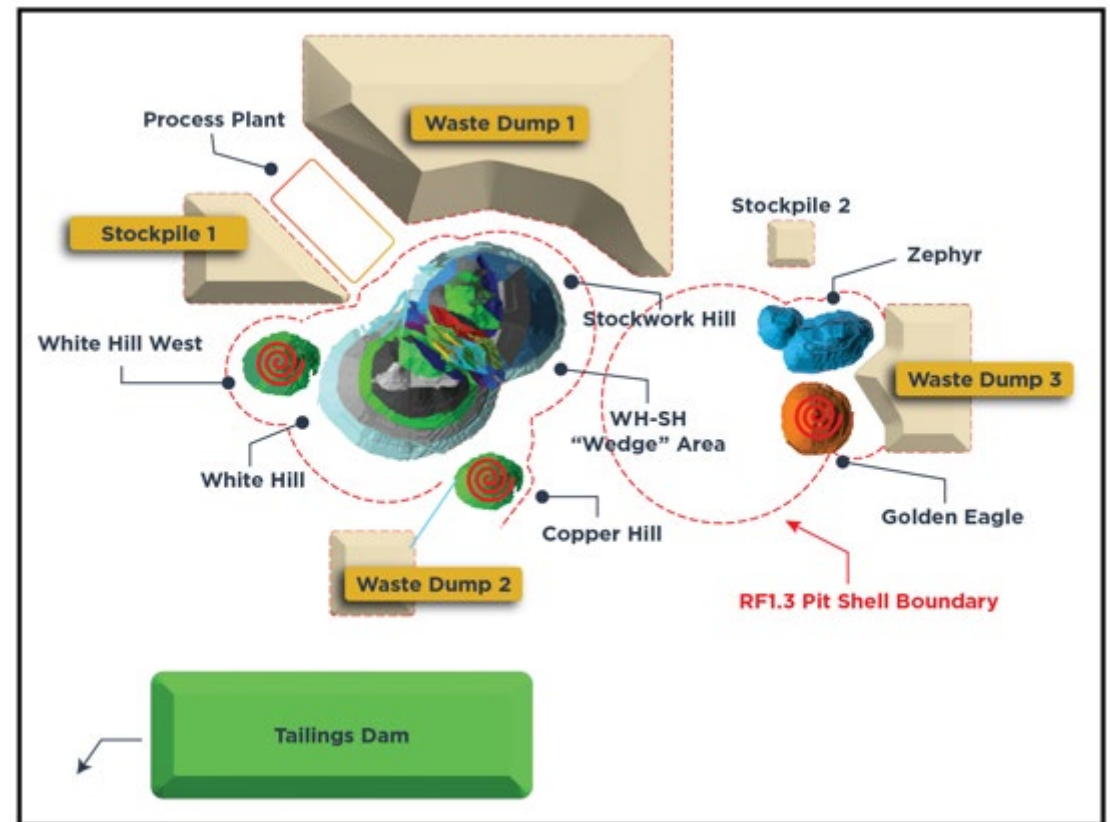 Process Plant
Waste Dump 1
Stockpile 1
Stockpile 2
Zephyr
Stockwork Hill
White Hill West
Waste Dump 3
WH-SH
“Wedge” Area
White Hill
Golden Eagle
Copper Hill
Waste Dump 2
RF1.3 Pit Shell Boundary
Tailings Dam